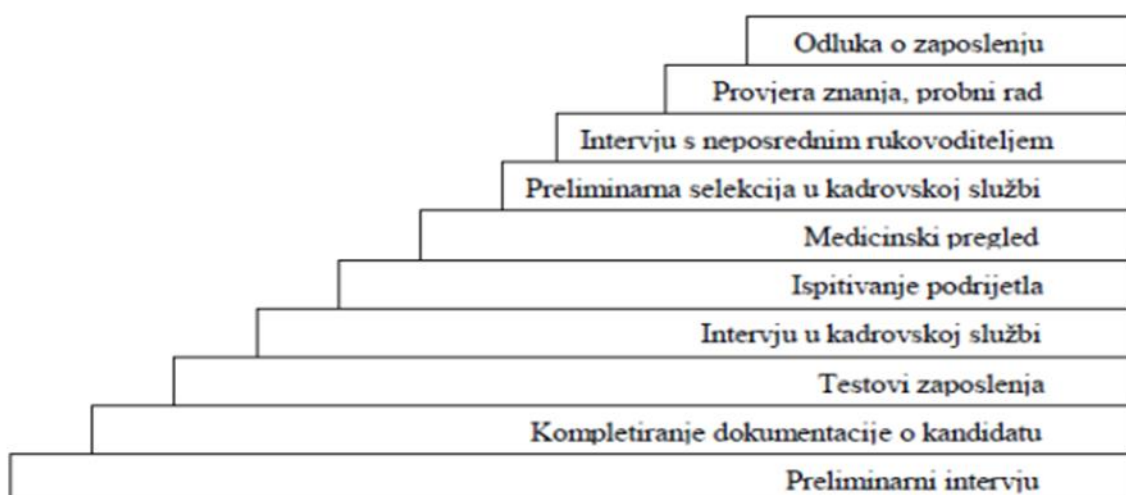 Odluka o zaposlenju
Provjera znanja, probni rad
Intervju s neposrednim rukovoditeljem
Preliminarna selekcija u kadrovskoj službi
Medicinski pregled
Ispitivanje podrijetla
Intervju u kadrovskoj službi
Testovi zaposlenja
Kompletiranje dokumentacije o kandidatu
Preliminarni intervju